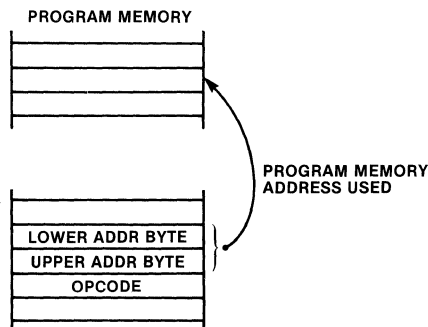 PROGRAM MEMORY
PROGRAM MEMORY
ADDRESS USED
LOWER ADDR BYTE
UPPER ADDR BYTE
OPCODE